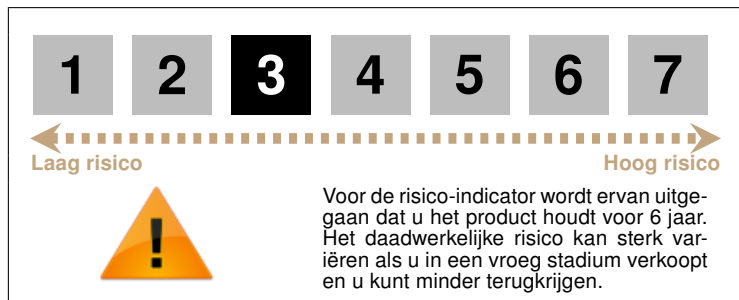 1 2 3 4 5 6 7
Laag risico Hoog risico
!
Voor de risico-indicator wordt ervan uitge-
gaan dat u het product houdt voor 6 jaar.
Het daadwerkelijke risico kan sterk var-
iëren als u in een vroeg stadium verkoopt
en u kunt minder terugkrijgen.